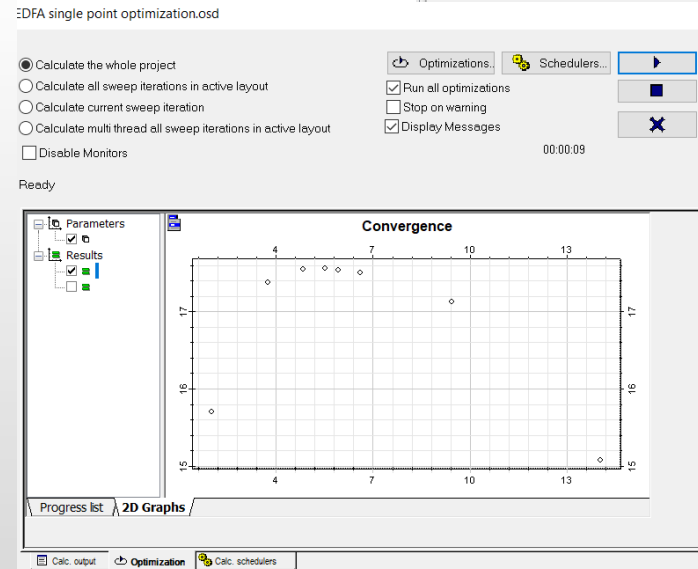 EDFA single point optimization.osd
Calculate the whole project
Optimizations..
Schedulers...
Calculate all sweep iterations in active layout
Run all optimizations
Calculate current sweep iteration
Stop on warning
Calculate multi thread all sweep iterations in active layout
Display Messages
Disable Monitors
00:00:09
Ready
Parameters
Results
Convergence
4 7 10 13
17 17
16 16
15 15
4 7 10 13
Progress list 2D Graphs
Calc. output Optimization Calc. schedulers